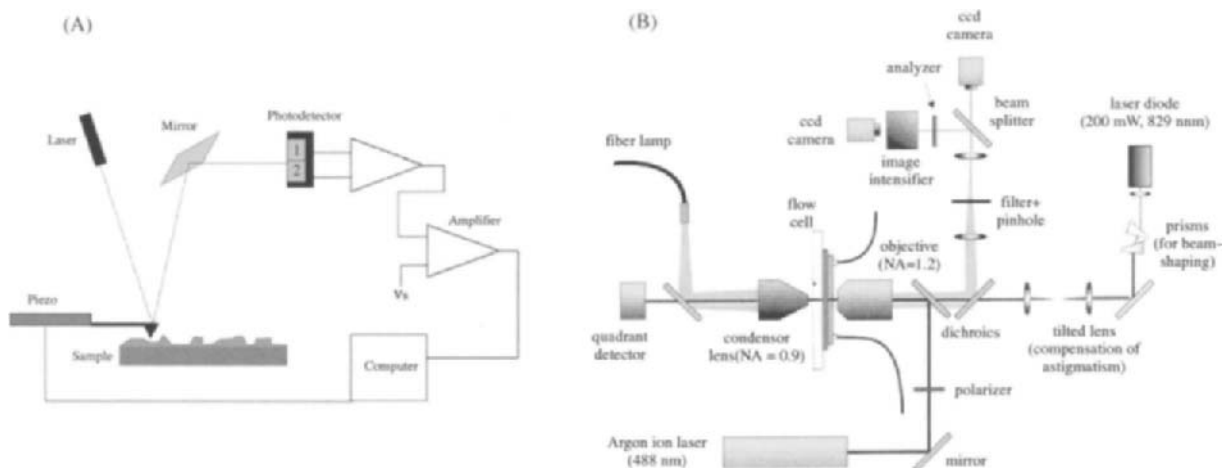 (A)
Laser
Mirror
Photodetector
1
2
Amplifier
Vs
Piezo
Sample
Computer
(B)
ccd
camera
analyzer
beam
splitter
laser diode
(200 mW, 829 nnm)
ccd
camera
image
intensifier
fiber lamp
filter+
pinhole
flow
cell
objective
(NA=1.2)
prisms
(for beam-
shaping)
quadrant
detector
condensor
lens(NA = 0.9)
dichroics
tilted lens
(compensation of
astigmatism)
polarizer
Argon ion laser
(488 nm)
mirror